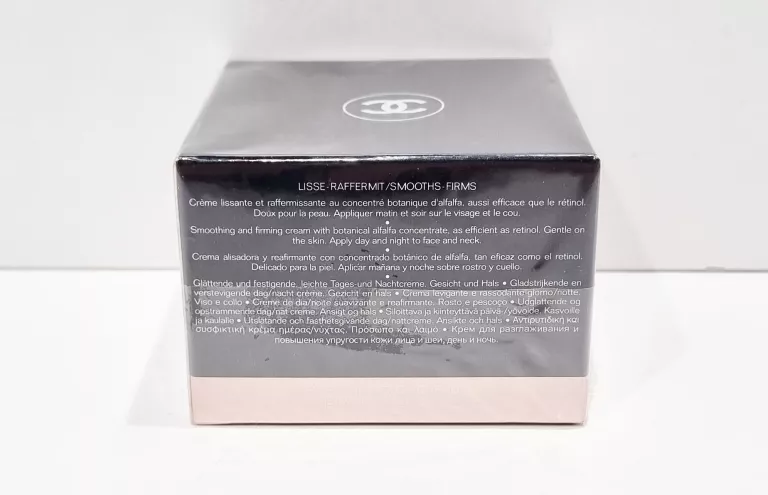 LISSE-RAFFERMIT/SMOOTHS-FIRMS
Crème lissante et raffermissante au concentré botanique d'alfalfa, aussi efficace que le rétinol.
Doux pour la peau. Appliquer matin et soir sur le visage et le cou.
•
Smoothing and firming cream with botanical alfalfa concentrate, as efficient as retinol. Gentle on
the skin. Apply day and night to face and neck.
•
Crema alisadora y reafirmante con concentrado botánico de alfalfa, tan eficaz como el retinol.
Delicado para la piel. Aplicar mañana y noche sobre rostro y cuello.
•
Glättende und festigende, leichte Tages-und Nachtcreme. Gesicht und Hals • Gladstrijkende en
verstevigende dag/nacht crème. Gezicht en hals • Crema levigante e rassodante giorno/notte.
Viso e collo • Creme de dia/noite suavizante e reafirmante. Rosto e pescoço • Udglattende og
opstrammende dag/nat creme. Ansigt og hals • Siloittava ja kiinteyttävä päivä-/yövoide. Kasvoille
ja kaulalle • Utslätande och fasthetsgivande dag/nattcreme. Ansikte och hals • Αντιρυτιδική και
συσφικτική κρέμα ημέρας/νύχτας. Πρόσωπο και λαιμό • Крем для разглаживания и
повышения упругости кожи лица и шеи, день и ночь.